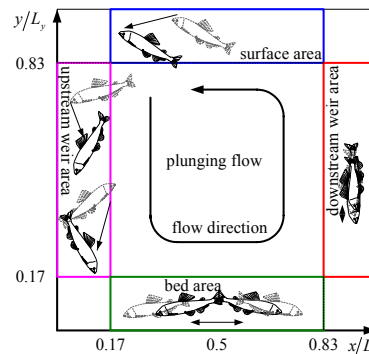 y/L_y
surface area
0.83
upstream weir area
downstream weir area
plunging flow
flow direction
0.17
bed area
0.17 0.5 0.83 x/L